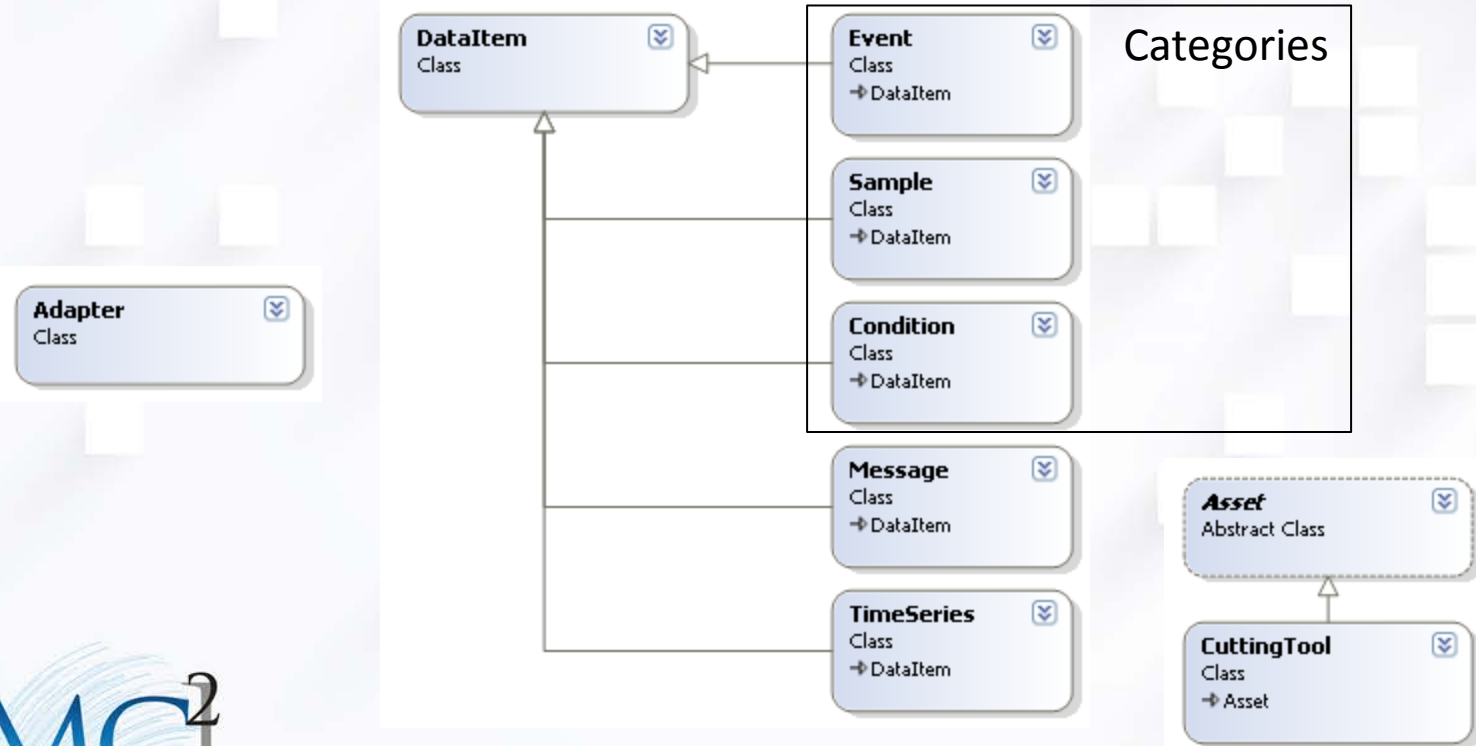 DataItem
Class
Event
Class
DataItem
Categories
Sample
Class
DataItem
Adapter
Class
Condition
Class
DataItem
Message
Class
DataItem
Asset
Abstract Class
TimeSeries
Class
DataItem
CuttingTool
Class
Asset
MC2